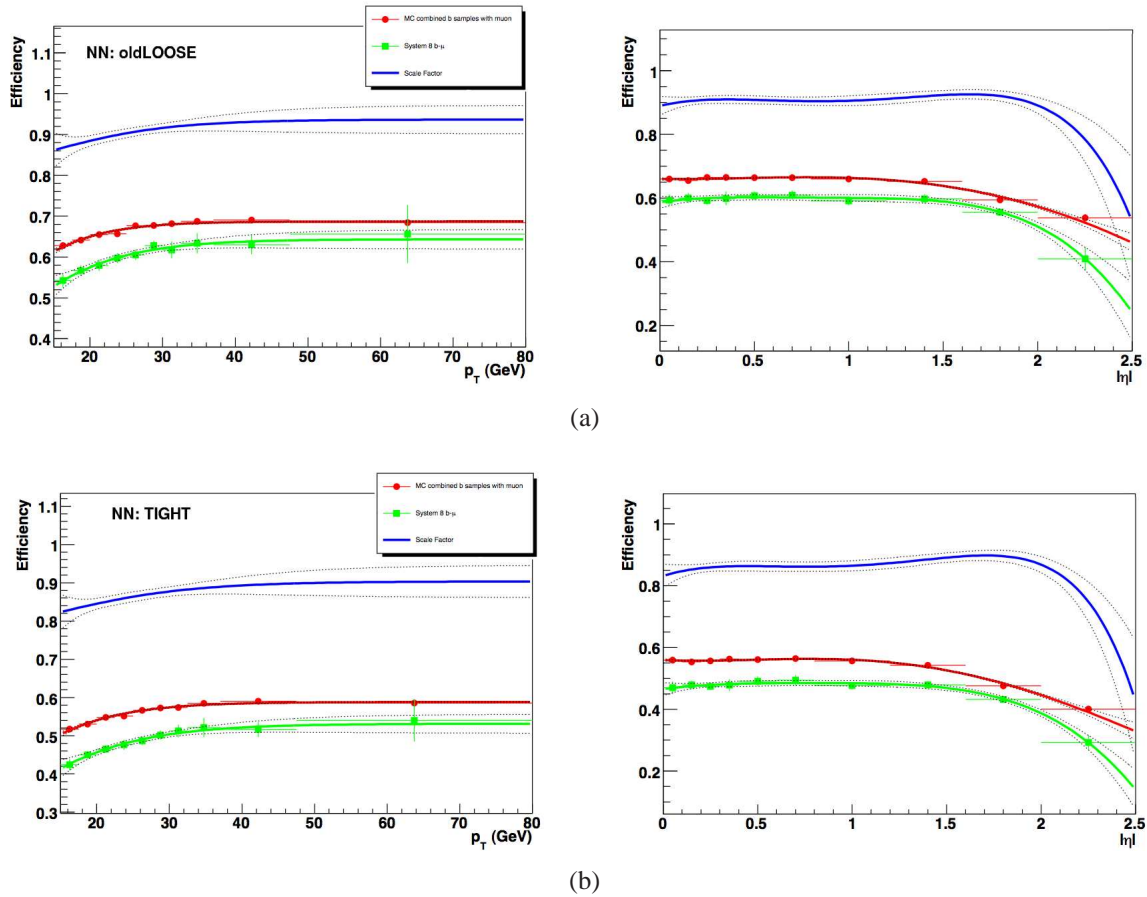 NN: oldLOOSE
MC combined b samples with muon
System 8 b-μ
Scale Factor
Efficiency
1.1
1
0.9
0.8
0.7
0.6
0.5
0.4
20 30 40 50 60 70 80
p_T (GeV)
Efficiency
1
0.8
0.6
0.4
0.2
0 0.5 1 1.5 2 2.5
|η|
(a)
NN: TIGHT
MC combined b samples with muon
System 8 b-μ
Scale Factor
Efficiency
1.1
1
0.9
0.8
0.7
0.6
0.5
0.4
0.3
20 30 40 50 60 70 80
p_T (GeV)
Efficiency
1
0.8
0.6
0.4
0.2
0 0.5 1 1.5 2 2.5
|η|
(b)